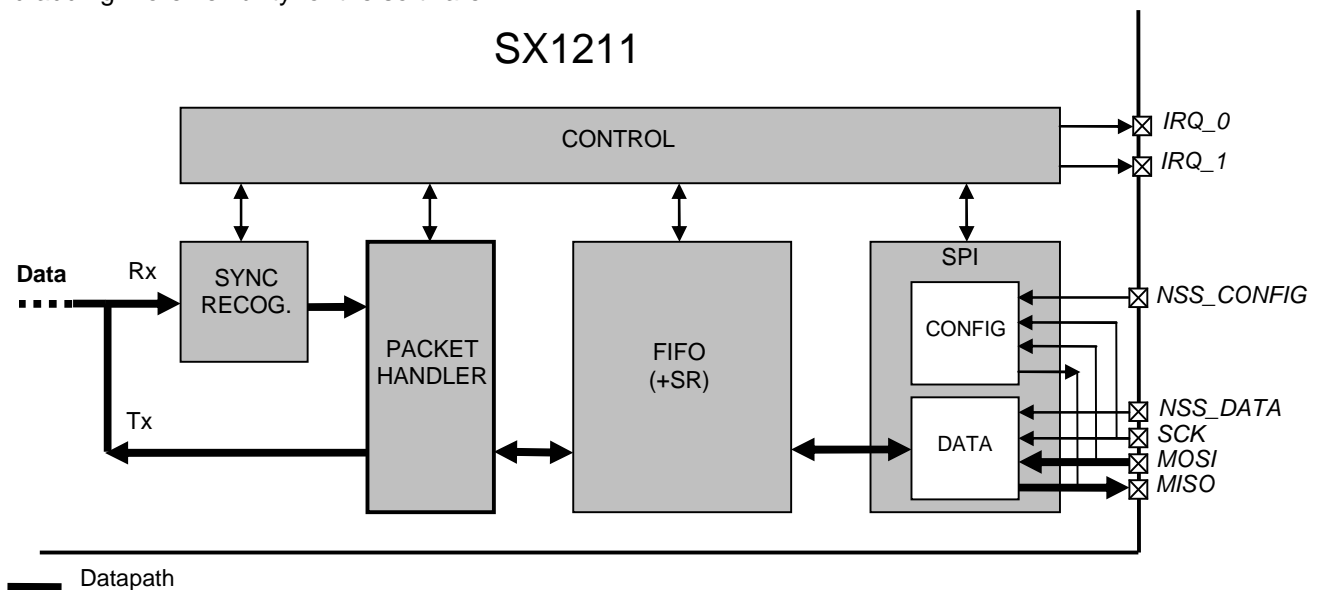 SX1211
CONTROL
IRQ_0
IRQ_1
Data
Rx
SYNC
RECOG.
PACKET
HANDLER
FIFO
(+SR)
SPI
CONFIG
NSS_CONFIG
Tx
DATA
NSS_DATA
SCK
MOSI
MISO
Datapath